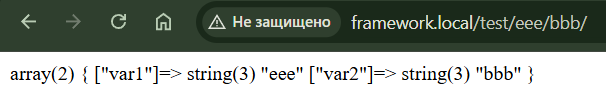 Не защищено framework.local/test/eee/bbb/
array(2) { ["var1"]=> string(3) "eee" ["var2"]=> string(3) "bbb" }